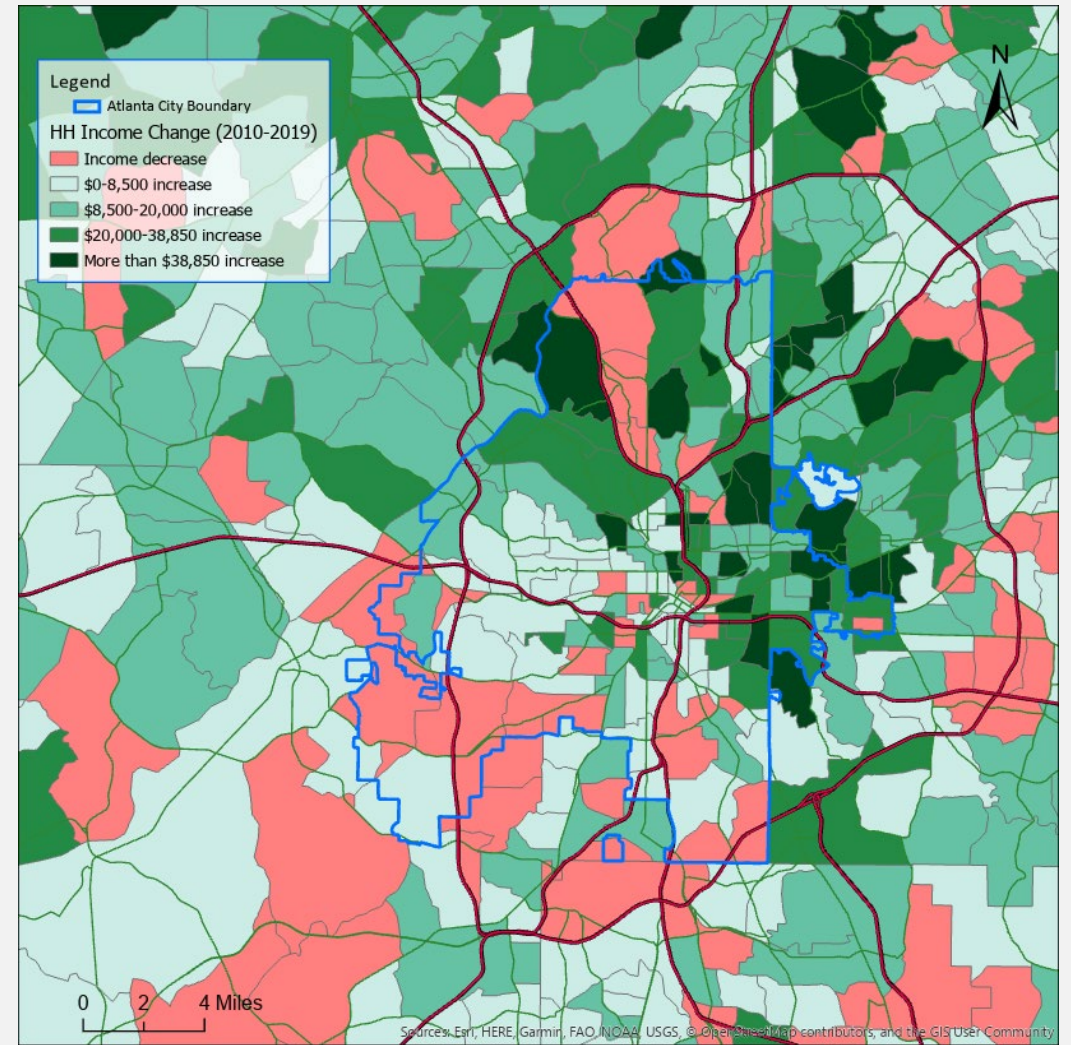 N
Legend
Atlanta City Boundary
HH Income Change (2010-2019)
Income decrease
$0-8,500 increase
$8,500-20,000 increase
$20,000-38,850 increase
More than $38,850 increase
0 2 4 Miles
Sources: Esri, HERE, Garmin, FAO, NOAA, USGS, © OpenStreetMap contributors, and the GIS User Community